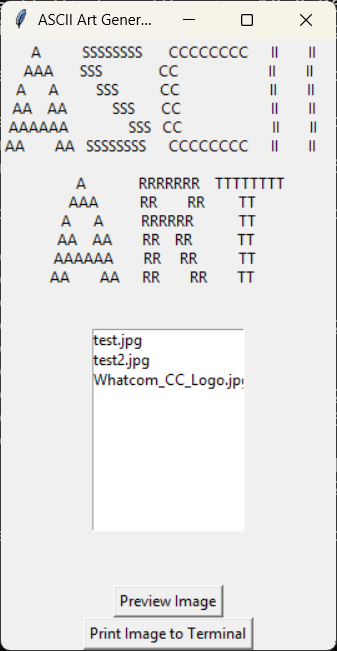 ASCII Art Gener...
A SSSSSSSS CCCCCCCC II II
AAA SSS CC II II
A A SSS CC II II
AA AA SSS CC II II
AAAAAA SSS CC II II
AA AA SSSSSSSS CCCCCCCC II II
A RRRRRRR TTTTTTTT
AAA RR RR TT
A A RRRRRR TT
AA AA RR RR TT
AAAAAA RR RR TT
AA AA RR RR TT
test.jpg
test2.jpg
Whatcom_CC_Logo.jpg
Preview Image
Print Image to Terminal